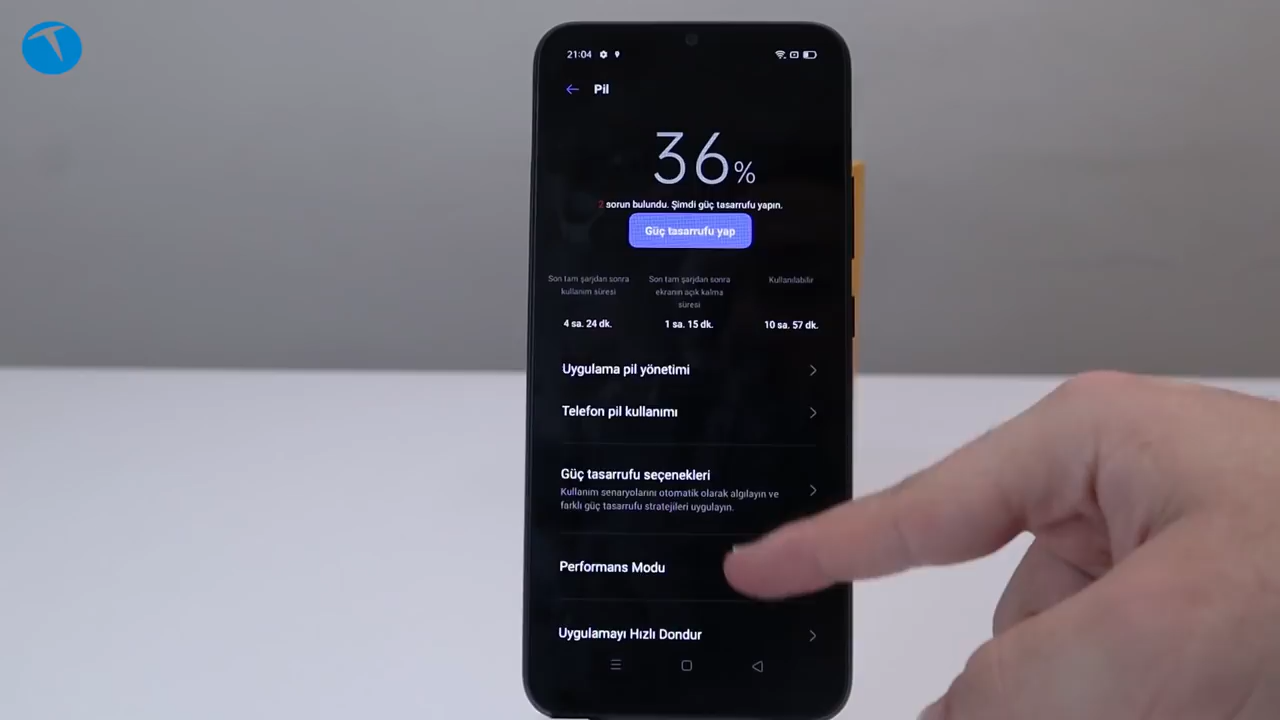 21:04
Pil
36%
2 sorun bulundu. Şimdi güç tasarrufu yapın.
Güç tasarrufu yap
Son tam şarjdan sonra
kullanım süresi
4 sa. 24 dk.
Son tam şarjdan sonra
ekranın açık kalma
süresi
1 sa. 15 dk.
Kullanılabilir
10 sa. 57 dk.
Uygulama pil yönetimi
Telefon pil kullanımı
Güç tasarrufu seçenekleri
Kullanım senaryolarını otomatik olarak algılayın ve
farklı güç tasarrufu stratejileri uygulayın.
Performans Modu
Uygulamayı Hızlı Dondur